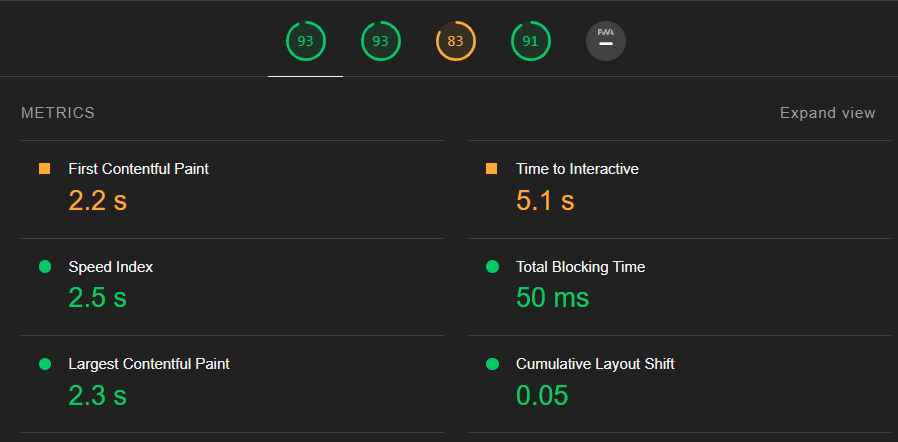 93 93 83 91 PWA
METRICS Expand view
First Contentful Paint Time to Interactive
2.2 s 5.1 s
Speed Index Total Blocking Time
2.5 s 50 ms
Largest Contentful Paint Cumulative Layout Shift
2.3 s 0.05